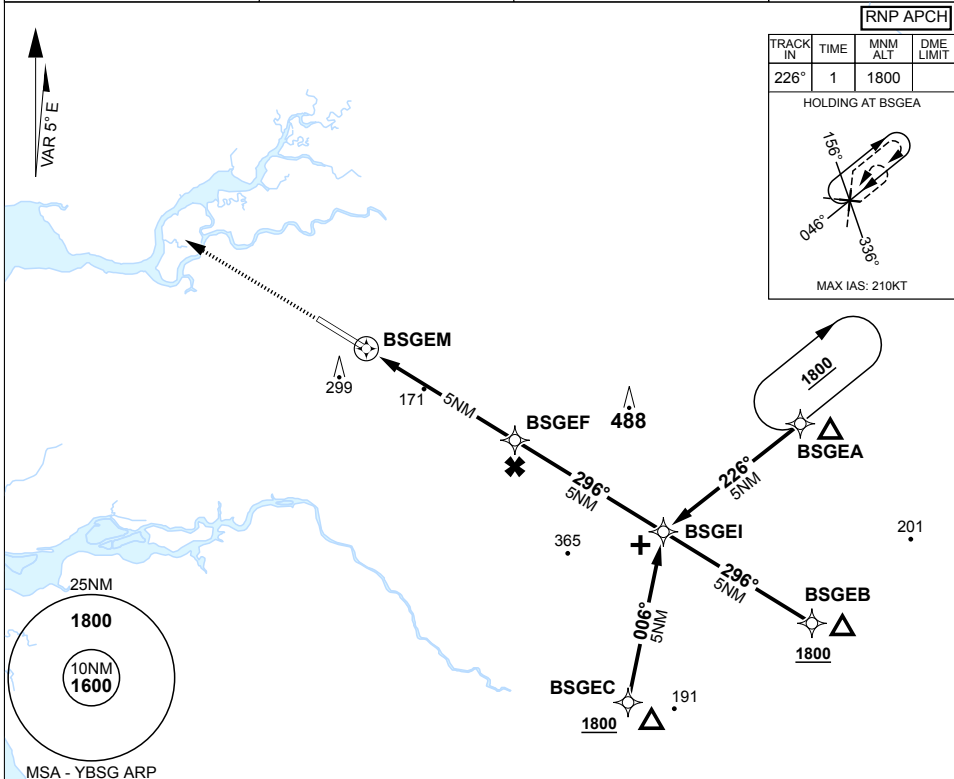 RNP APCH
TRACK IN TIME MNM ALT DME LIMIT
226° 1 1800
HOLDING AT BSGEA
156°
046°
336°
MAX IAS: 210KT
VAR 5° E
BSGEM
299
171
5NM
BSGEF
488
1800
BSGEA
226°
5NM
296°
5NM
BSGEI
365
201
296°
5NM
BSGEB
1800
006°
5NM
BSGEC
1800
191
25NM
1800
10NM
1600
MSA - YBSG ARP